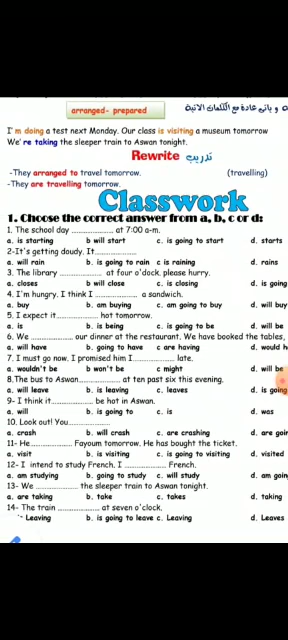 و ياتى عادة مع الكلمات الاتية
arranged- prepared
I'm doing a test next Monday. Our class is visiting a museum tomorrow
We're taking the sleeper train to Aswan tonight.
Rewrite تدريب
-They arranged to travel tomorrow. (travelling)
-They are travelling tomorrow.
Classwork
1. Choose the correct answer from a, b, c or d:
1. The school day .................... at 7:00 a-m.
a. is starting b will start c. is going to start d. starts
2-It's getting doudy. It....................
a. will rain b. is going to rain c is raining d. rains
3. The library .................... at four o'dock. please hurry.
a. closes b will close c. is closing d. is going
4. I'm hungry. I think I .................... a sandwich.
a. buy b. am buying c. am going to buy d. will buy
5. I expect it.................... hot tomorrow.
a. is b. is being c. is going to be d. will be
6. We .................... our dinner at the restaurant. We have booked the tables,
a. will have b. going to have c are having d. would h
7. I must go now. I promised him I.................... late.
a. wouldn't be b won't be c might d. will be
8.The bus to Aswan.................... at ten past six this evening.
a. will leave b. is leaving c. leaves d. is going
9- I think it.................... be hot in Aswan.
a. will b. is going to c. is d. was
10. Look out! You....................
a. crash b will crash c. are crashing d. are goin
11- He.................... Fayoum tomorrow. He has bought the ticket.
a. visit b. is visiting c. is going to visiting d. visited
12- I intend to study French. I .................... French.
a. am studying b. going to study c. will study d. am goin
13- We .................... the sleeper train to Aswan tonight.
a. are taking b. take c. takes d. taking
14- The train .................... at seven o'clock.
- Leaving b. is going to leave c. Leaving d. Leaves